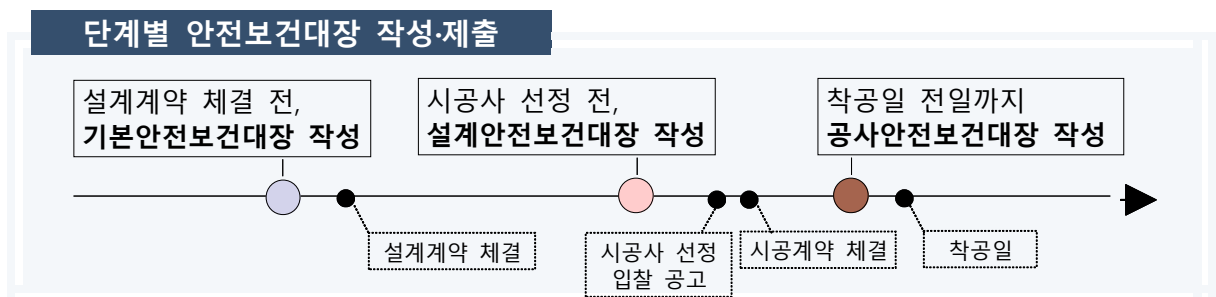 단계별 안전보건대장 작성·제출
설계계약 체결 전,
기본안전보건대장 작성
시공사 선정 전,
설계안전보건대장 작성
착공일 전일까지
공사안전보건대장 작성
설계계약 체결
시공사 선정
입찰 공고
시공계약 체결
착공일